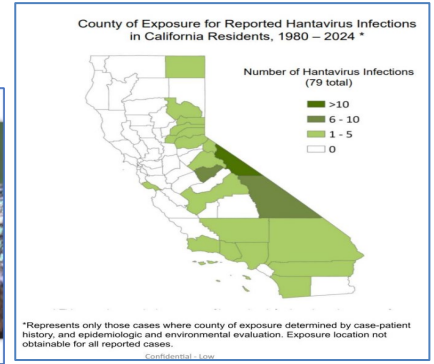 County of Exposure for Reported Hantavirus Infections
in California Residents, 1980 – 2024 *
Number of Hantavirus Infections
(79 total)
>10
6 - 10
1 - 5
0
*Represents only those cases where county of exposure determined by case-patient
history, and epidemiologic and environmental evaluation. Exposure location not
obtainable for all reported cases.
Confidential - Low